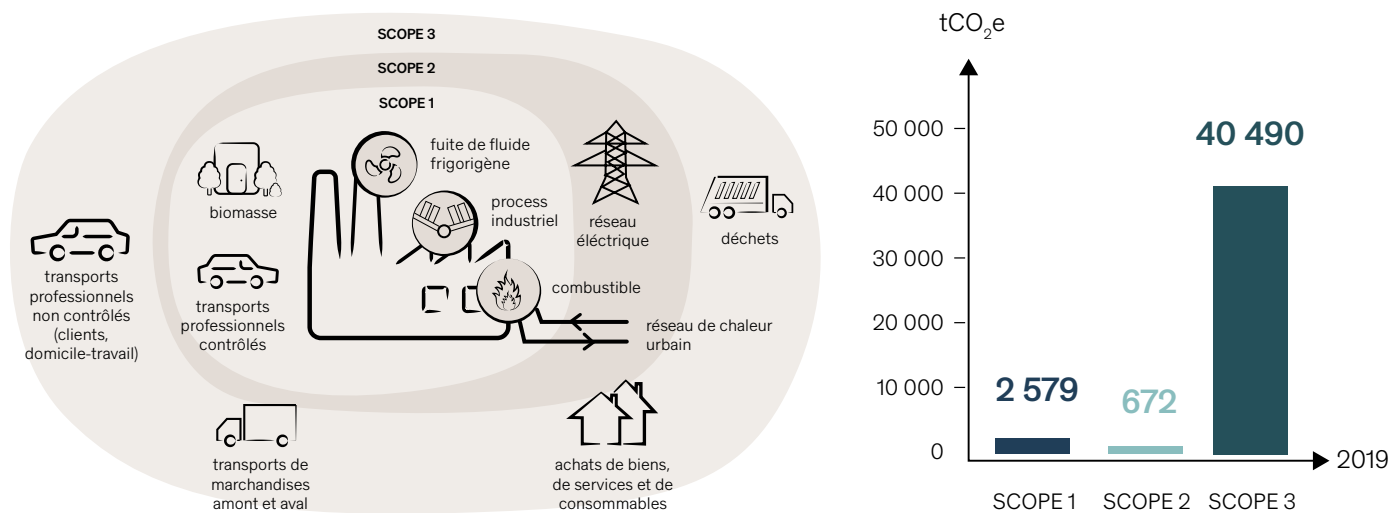 SCOPE 3
SCOPE 2
SCOPE 1
fuite de fluide
frigorigène
biomasse
process
industriel
réseau
éléctrique
déchets
transports
professionnels
non contrôlés
(clients,
domicile-travail)
transports
professionnels
contrôlés
combustible
réseau de chaleur
urbain
transports de
marchandises
amont et aval
achats de biens,
de services et de
consommables
tCO₂e
50 000
40 000
30 000
20 000
10 000
0
2 579
672
40 490
2019
SCOPE 1
SCOPE 2
SCOPE 3